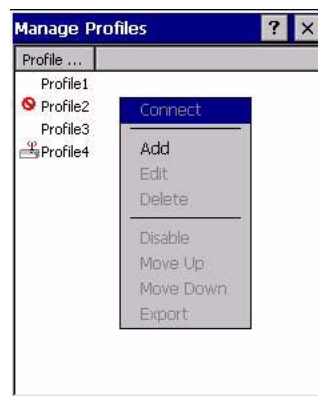 Manage Profiles ? ×
Profile ...
Profile1
Profile2
Profile3
Profile4
Connect
Add
Edit
Delete
Disable
Move Up
Move Down
Export